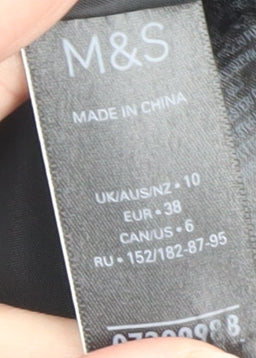 M&S
MADE IN CHINA
UK/AUS/NZ • 10
EUR • 38
CAN/US • 6
RU • 152/182-87-95